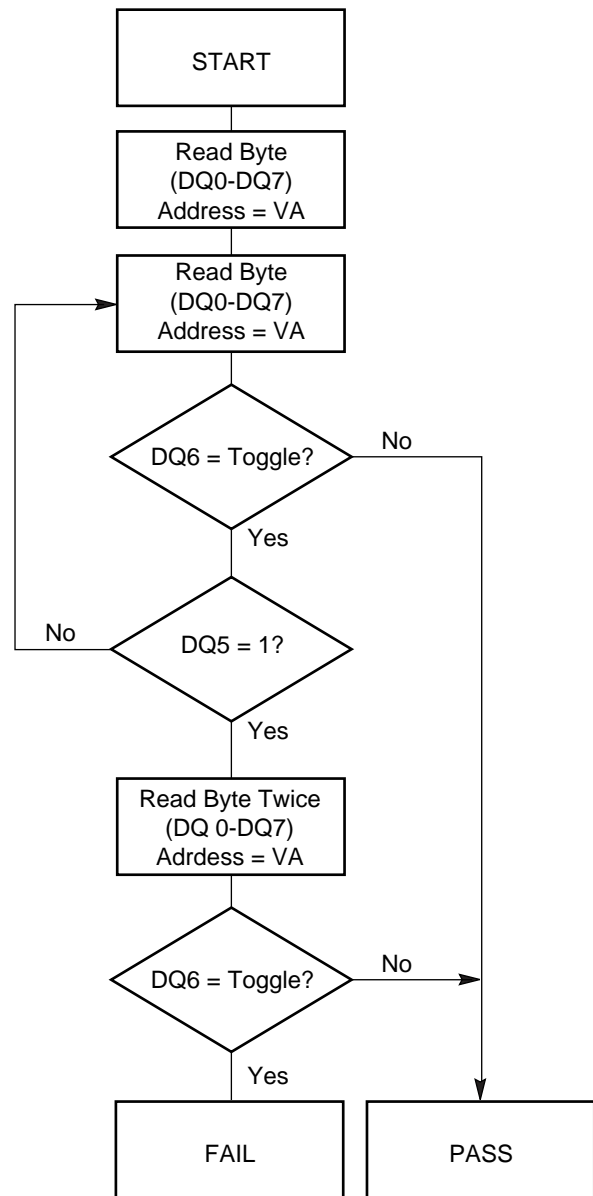 START
Read Byte
(DQ0-DQ7)
Address = VA
Read Byte
(DQ0-DQ7)
Address = VA
DQ6 = Toggle?
No
Yes
No
DQ5 = 1?
Yes
Read Byte Twice
(DQ 0-DQ7)
Adrdess = VA
DQ6 = Toggle?
No
Yes
FAIL
PASS